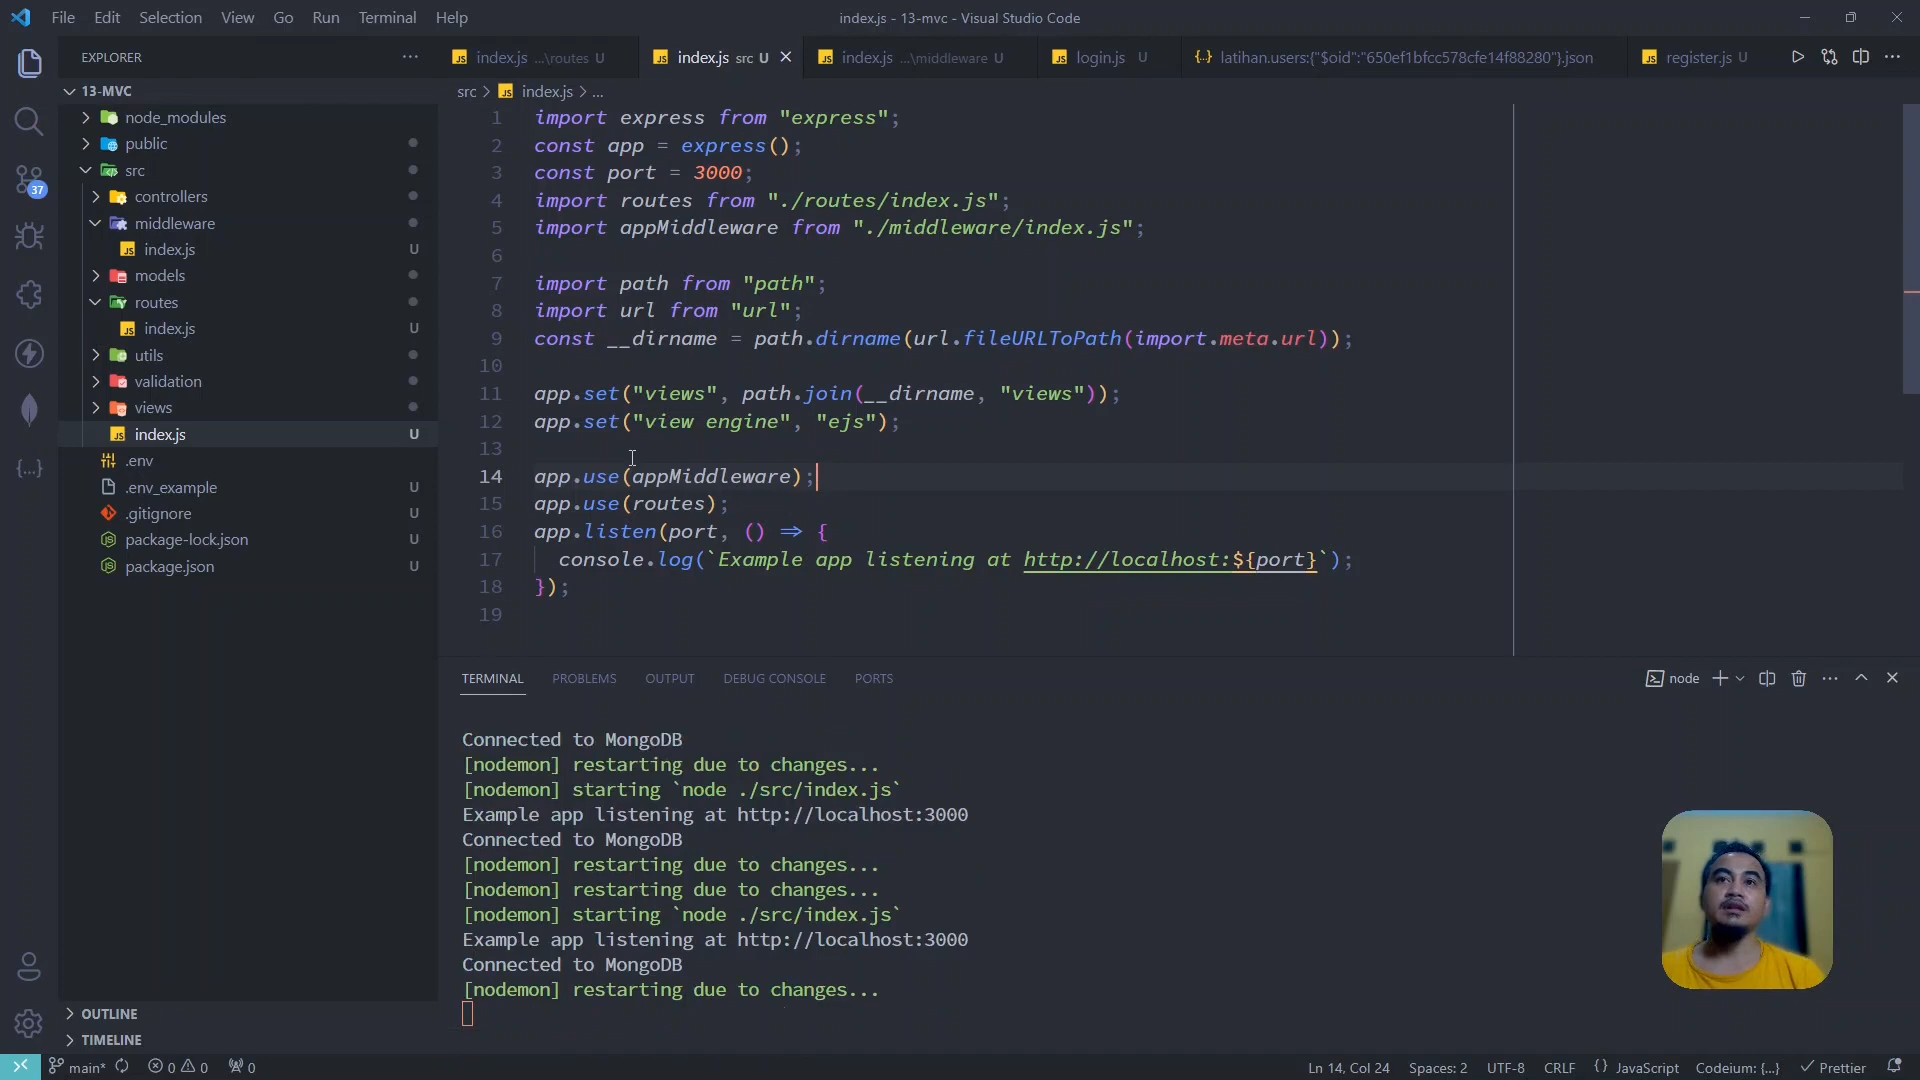 File Edit Selection View Go Run Terminal Help
index.js - 13-mvc - Visual Studio Code
EXPLORER
index.js ...\routes U
index.js src U
index.js ...\middleware U
login.js U
latihan.users:{"$oid":"650ef1bfcc578cfe14f88280"}.json
register.js U
13-MVC
node_modules
public
src
controllers
middleware
index.js U
models
routes
index.js U
utils
validation
views
index.js U
.env
.env_example U
.gitignore U
package-lock.json U
package.json U
OUTLINE
TIMELINE
37
src > index.js > ...
1 import express from "express";
2 const app = express();
3 const port = 3000;
4 import routes from "./routes/index.js";
5 import appMiddleware from "./middleware/index.js";
6
7 import path from "path";
8 import url from "url";
9 const __dirname = path.dirname(url.fileURLToPath(import.meta.url));
10
11 app.set("views", path.join(__dirname, "views"));
12 app.set("view engine", "ejs");
13
14 app.use(appMiddleware);
15 app.use(routes);
16 app.listen(port, () => {
17 console.log(`Example app listening at http://localhost:${port}`);
18 });
19
TERMINAL PROBLEMS OUTPUT DEBUG CONSOLE PORTS
node
Connected to MongoDB
[nodemon] restarting due to changes...
[nodemon] starting `node ./src/index.js`
Example app listening at http://localhost:3000
Connected to MongoDB
[nodemon] restarting due to changes...
[nodemon] restarting due to changes...
[nodemon] starting `node ./src/index.js`
Example app listening at http://localhost:3000
Connected to MongoDB
[nodemon] restarting due to changes...
main* 0 0 0
Ln 14, Col 24 Spaces: 2 UTF-8 CRLF {} JavaScript Codeium: {...} Prettier